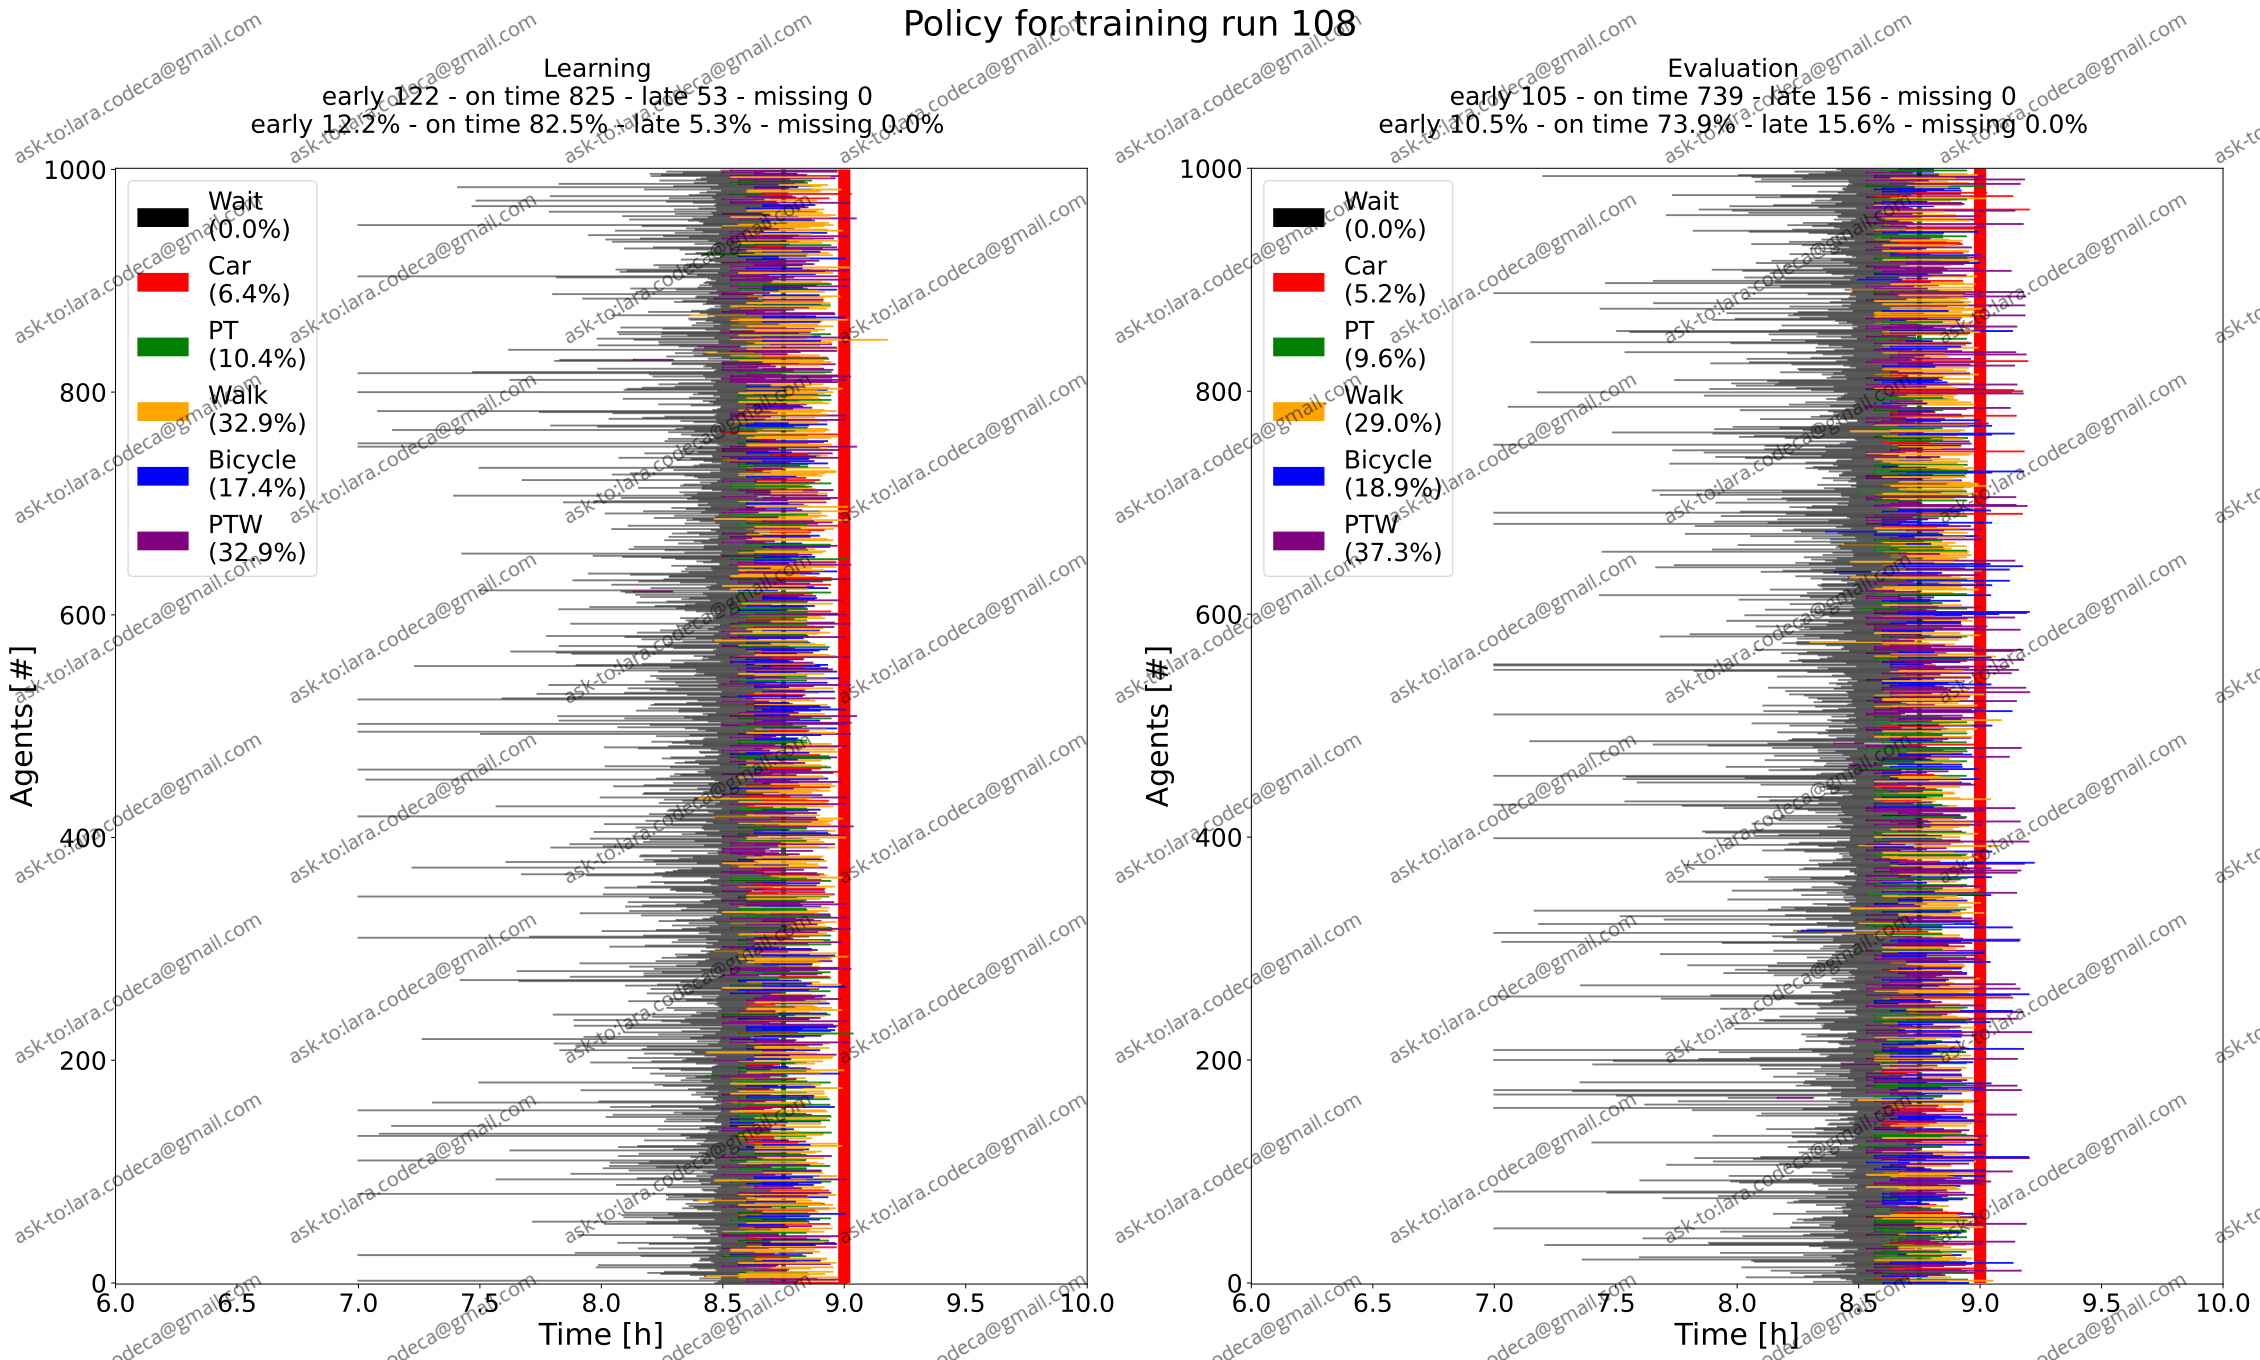 Policy for training run 108
Learning
early 122 - on time 825 - late 53 - missing 0
early 12.2% - on time 82.5% - late 5.3% - missing 0.0%
Agents [#]
1000
800
600
400
200
0
Wait
(0.0%)
Car
(6.4%)
PT
(10.4%)
Walk
(32.9%)
Bicycle
(17.4%)
PTW
(32.9%)
6.0 6.5 7.0 7.5 8.0 8.5 9.0 9.5 10.0
Time [h]
Evaluation
early 105 - on time 739 - late 156 - missing 0
early 10.5% - on time 73.9% - late 15.6% - missing 0.0%
Agents [#]
1000
800
600
400
200
0
Wait
(0.0%)
Car
(5.2%)
PT
(9.6%)
Walk
(29.0%)
Bicycle
(18.9%)
PTW
(37.3%)
6.0 6.5 7.0 7.5 8.0 8.5 9.0 9.5 10.0
Time [h]
ask-to:lara.codeca@gmail.com